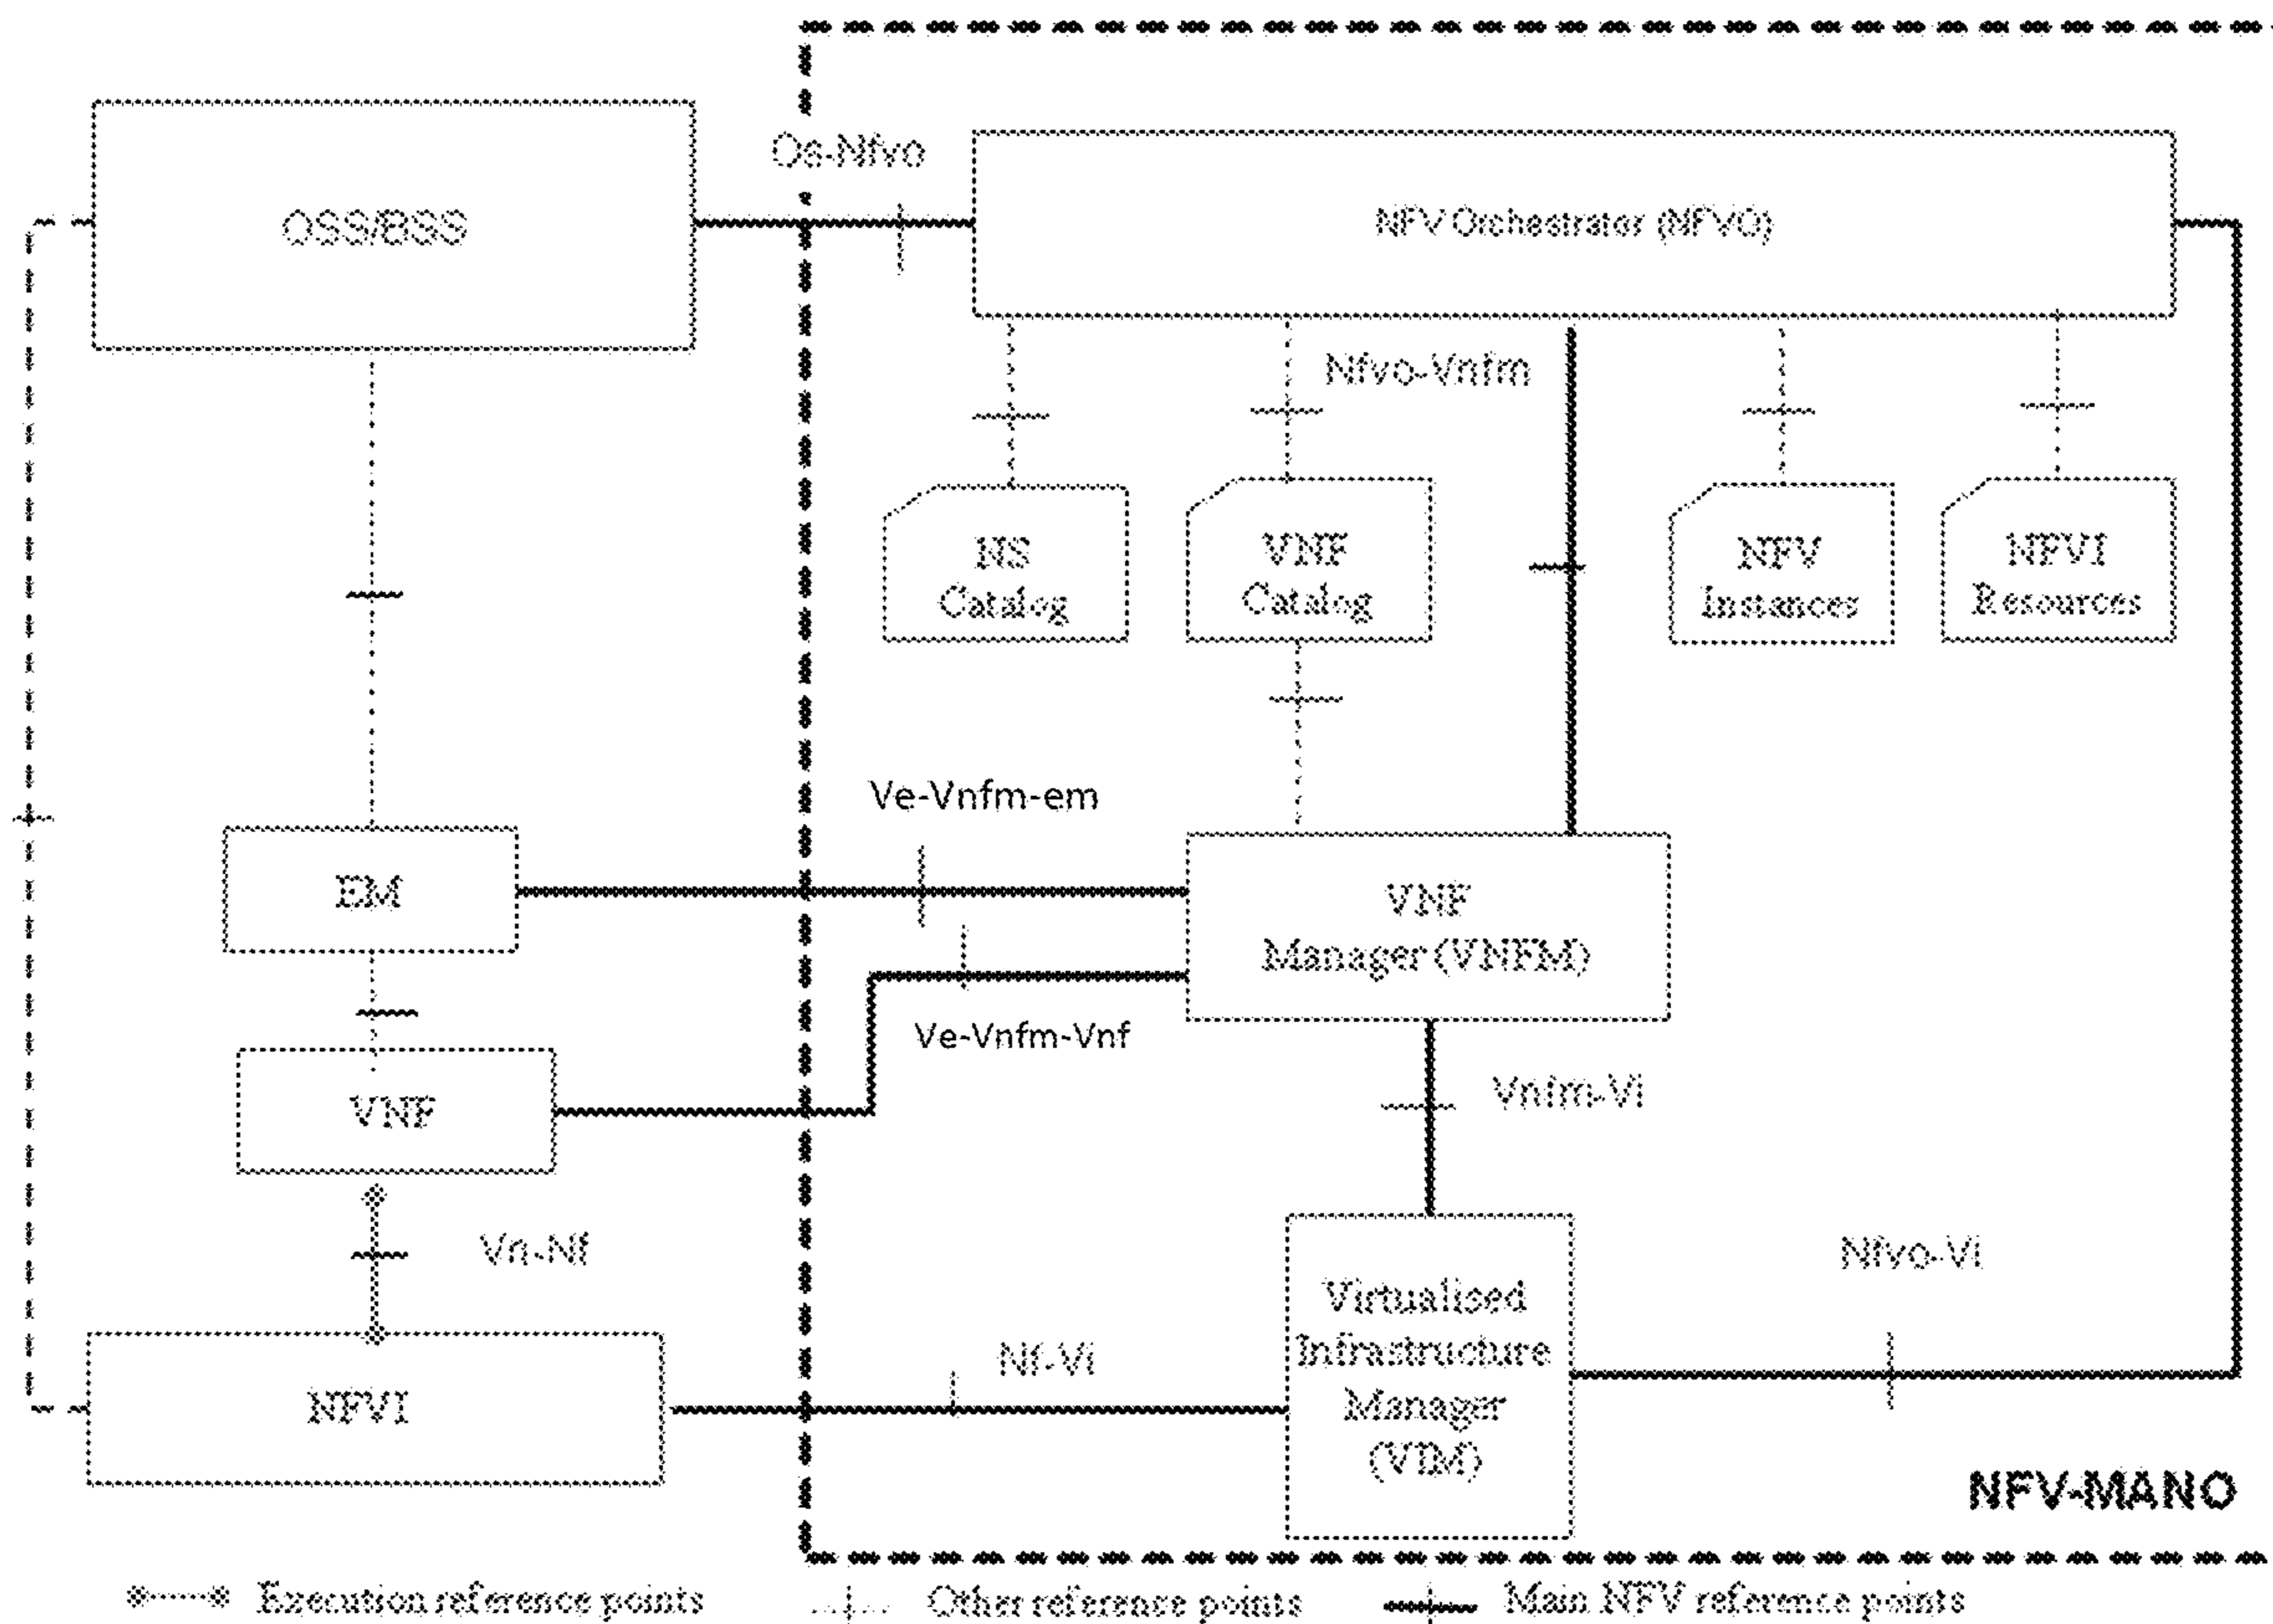 Os-Nfvo
OSS/BSS
NFV Orchestrator (NFVO)
Nfvo-Vnfm
NS
Catalog
VNF
Catalog
NFV
Instances
NFVI
Resources
Ve-Vnfm-em
EM
VNF
Manager (VNFM)
Ve-Vnfm-Vnf
VNF
Vnfm-Vi
Vn-Nf
Nfvo-Vi
Virtualised
Infrastructure
Manager
(VIM)
Nf-Vi
NFVI
NFV-MANO
Execution reference points
Other reference points
Main NFV reference points